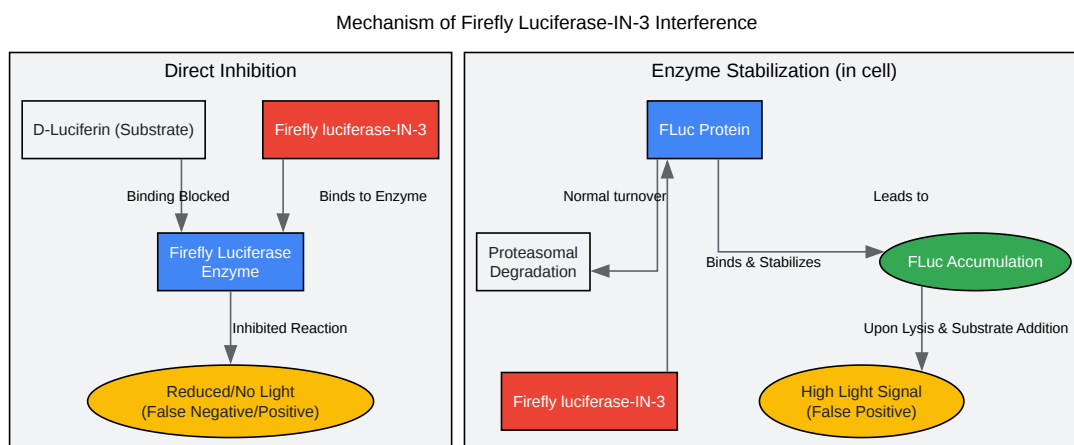 Mechanism of Firefly Luciferase-IN-3 Interference
Direct Inhibition
D-Luciferin (Substrate)
Firefly luciferase-IN-3
Binding Blocked
Binds to Enzyme
Firefly Luciferase
Enzyme
Inhibited Reaction
Reduced/No Light
(False Negative/Positive)
Enzyme Stabilization (in cell)
FLuc Protein
Normal turnover
Leads to
Proteasomal
Degradation
Binds & Stabilizes
FLuc Accumulation
Upon Lysis & Substrate Addition
Firefly luciferase-IN-3
High Light Signal
(False Positive)